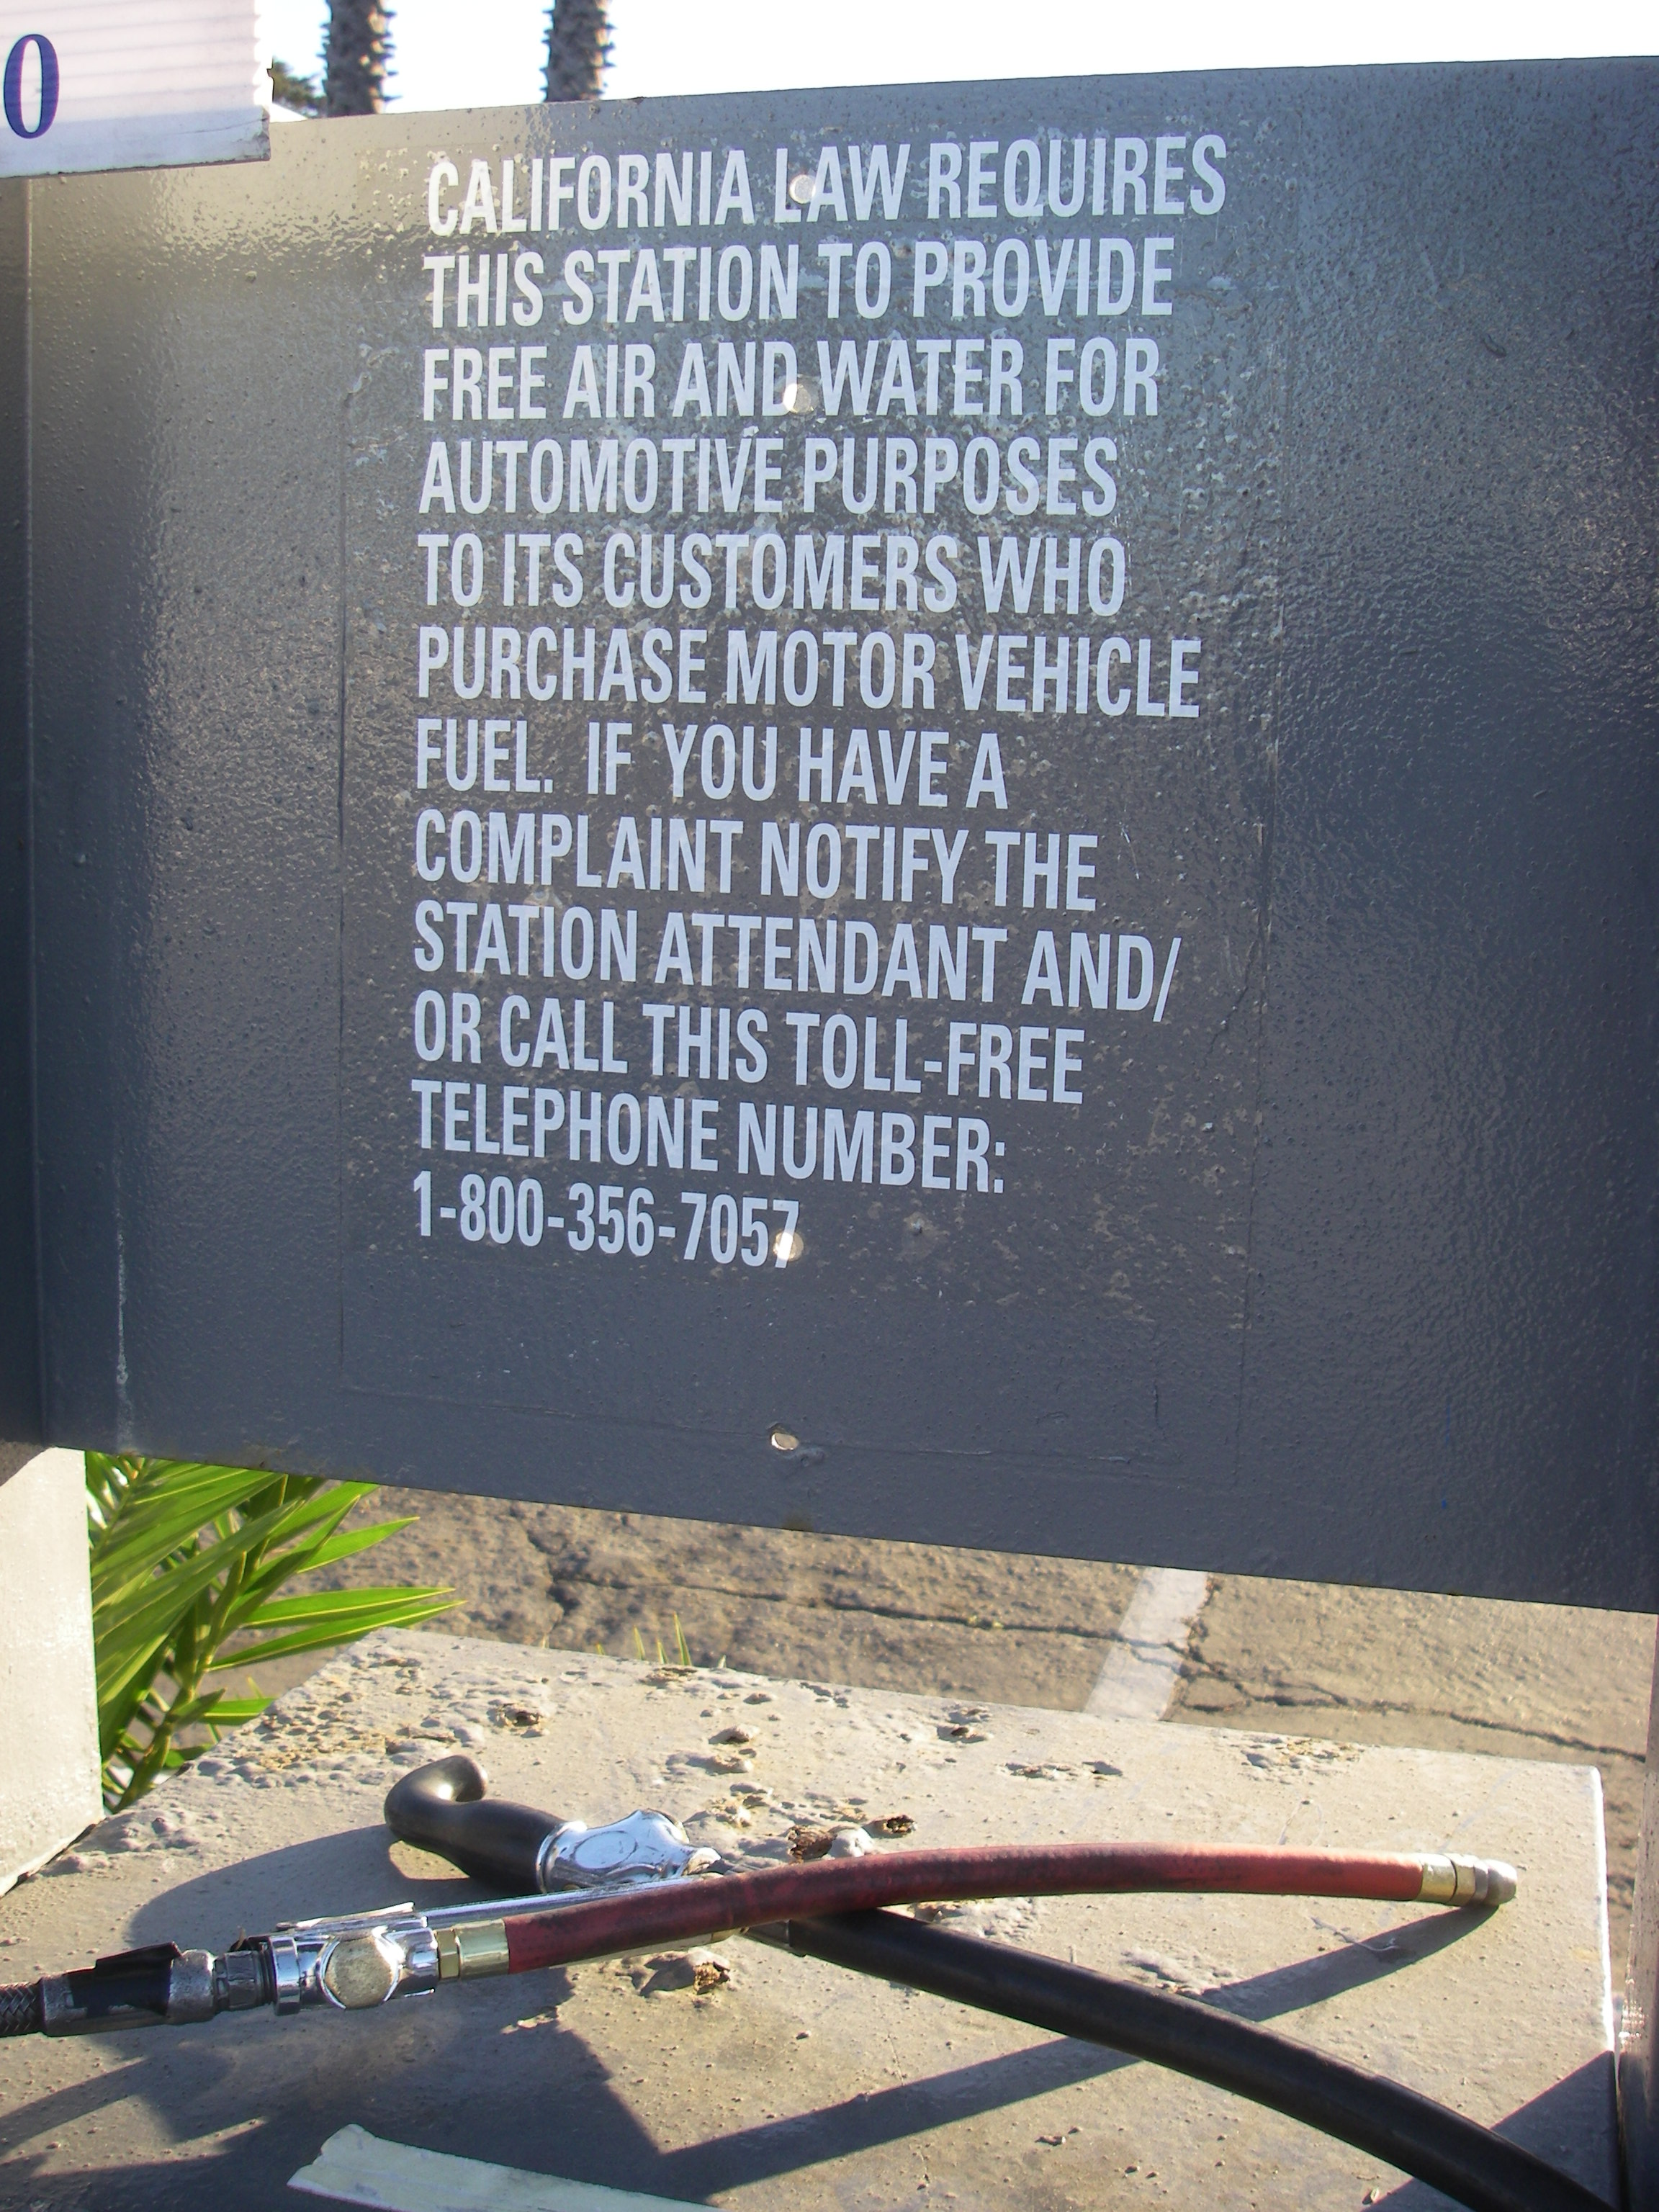 0
CALIFORNIA LAW REQUIRES
THIS STATION TO PROVIDE
FREE AIR AND WATER FOR
AUTOMOTIVE PURPOSES
TO ITS CUSTOMERS WHO
PURCHASE MOTOR VEHICLE
FUEL. IF YOU HAVE A
COMPLAINT NOTIFY THE
STATION ATTENDANT AND/
OR CALL THIS TOLL-FREE
TELEPHONE NUMBER:
1-800-356-7057